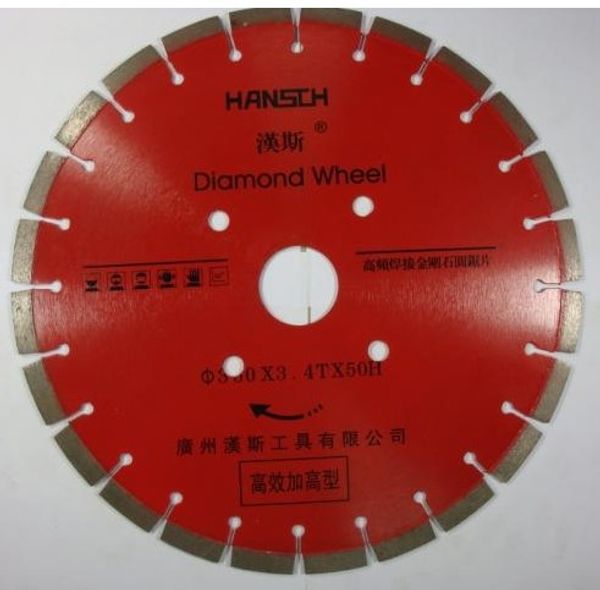 HANSCH
漢斯®
Diamond Wheel
高頻焊接金剛石圓鋸片
X3.4TX50H
廣州漢斯工具有限公司
高效加高型